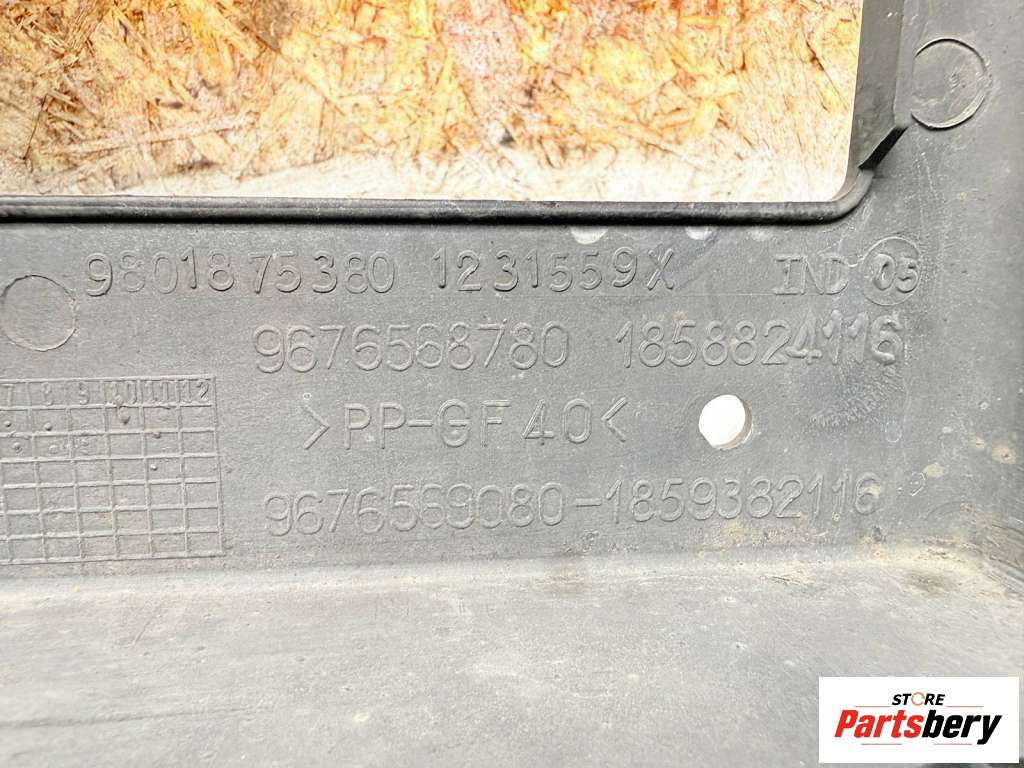 9801875380 1231559X IND 05
9676568780 1858824116
7 8 9 10 11 12
>PP-GF40<
9676569080-1859382116
STORE
Partsbery